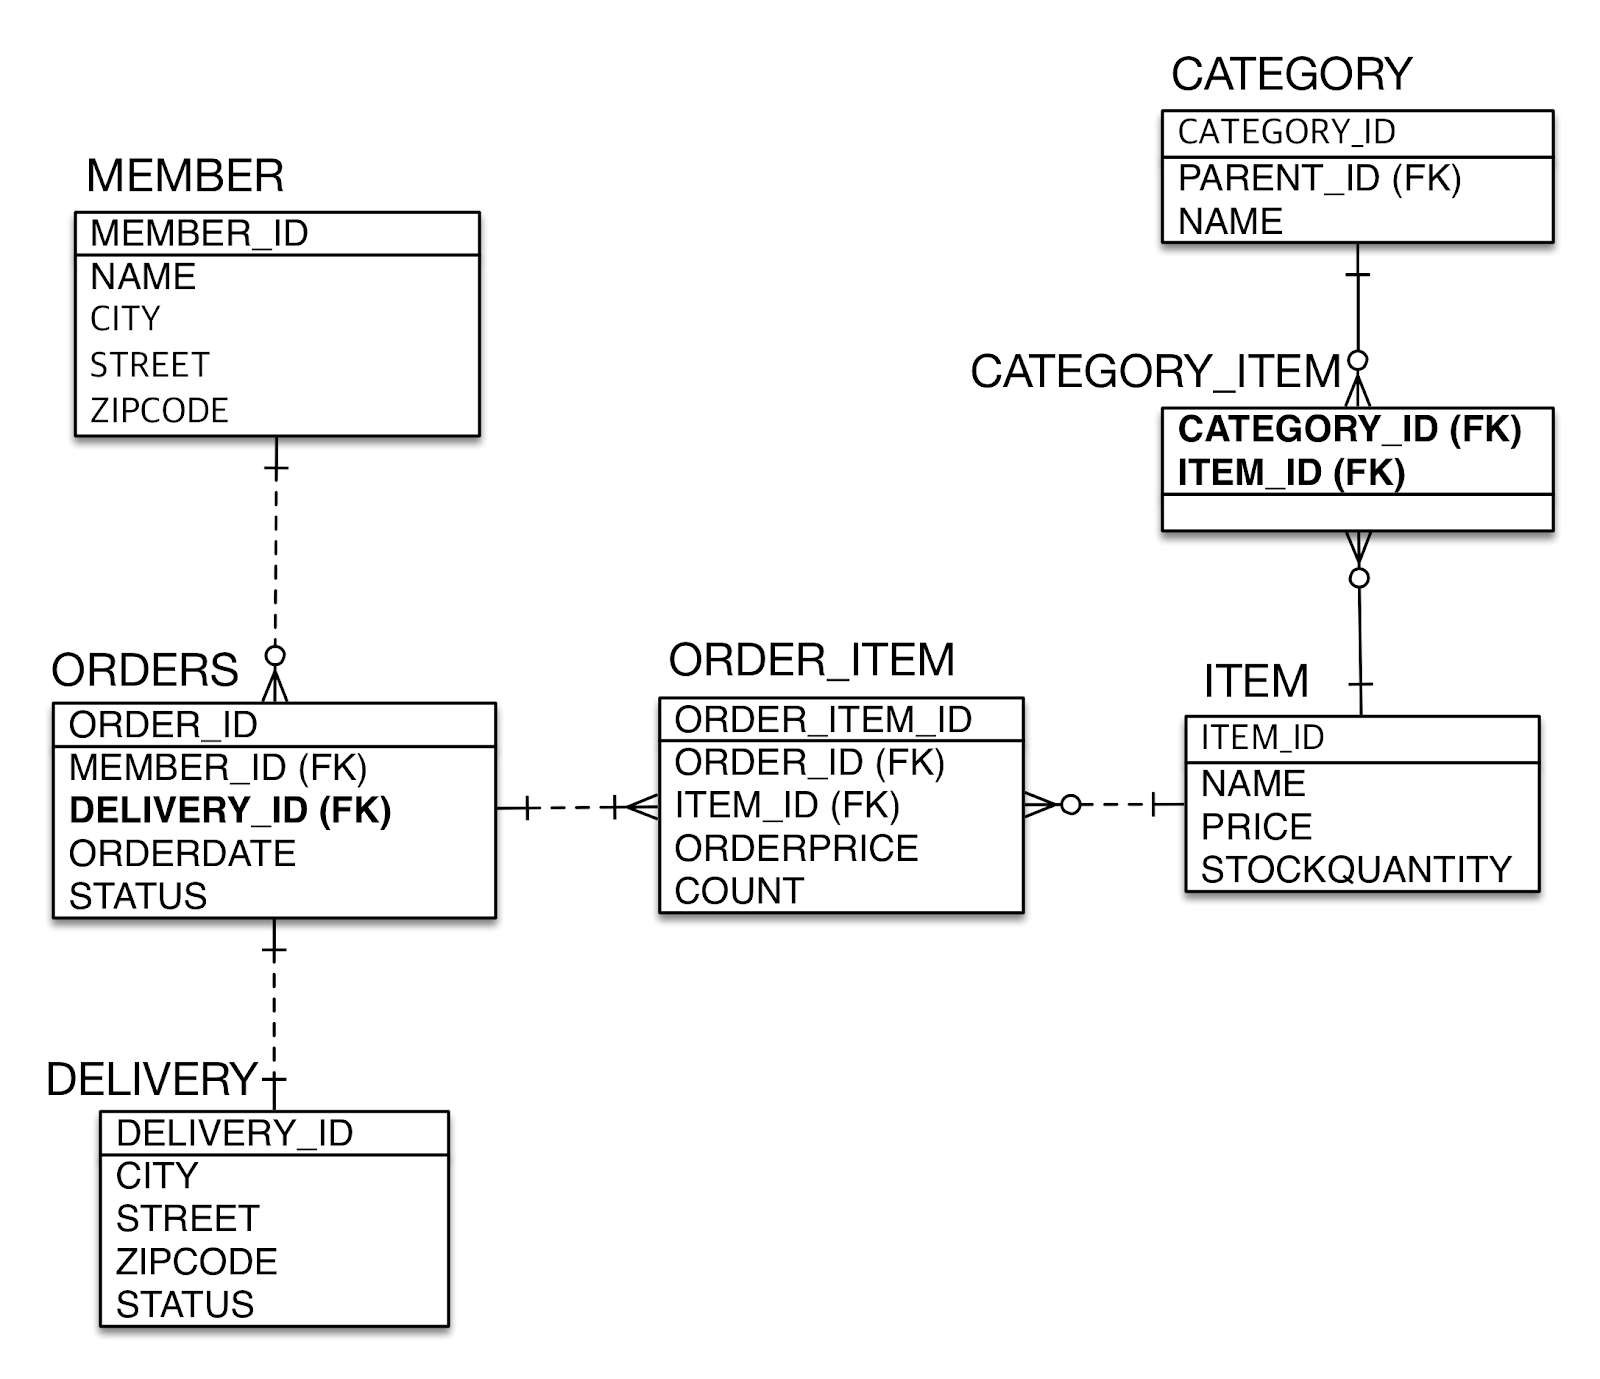 CATEGORY
CATEGORY_ID
PARENT_ID (FK)
NAME
MEMBER
MEMBER_ID
NAME
CITY
STREET
ZIPCODE
CATEGORY_ITEM
CATEGORY_ID (FK)
ITEM_ID (FK)
ORDERS
ORDER_ID
MEMBER_ID (FK)
DELIVERY_ID (FK)
ORDERDATE
STATUS
ORDER_ITEM
ORDER_ITEM_ID
ORDER_ID (FK)
ITEM_ID (FK)
ORDERPRICE
COUNT
ITEM
ITEM_ID
NAME
PRICE
STOCKQUANTITY
DELIVERY
DELIVERY_ID
CITY
STREET
ZIPCODE
STATUS